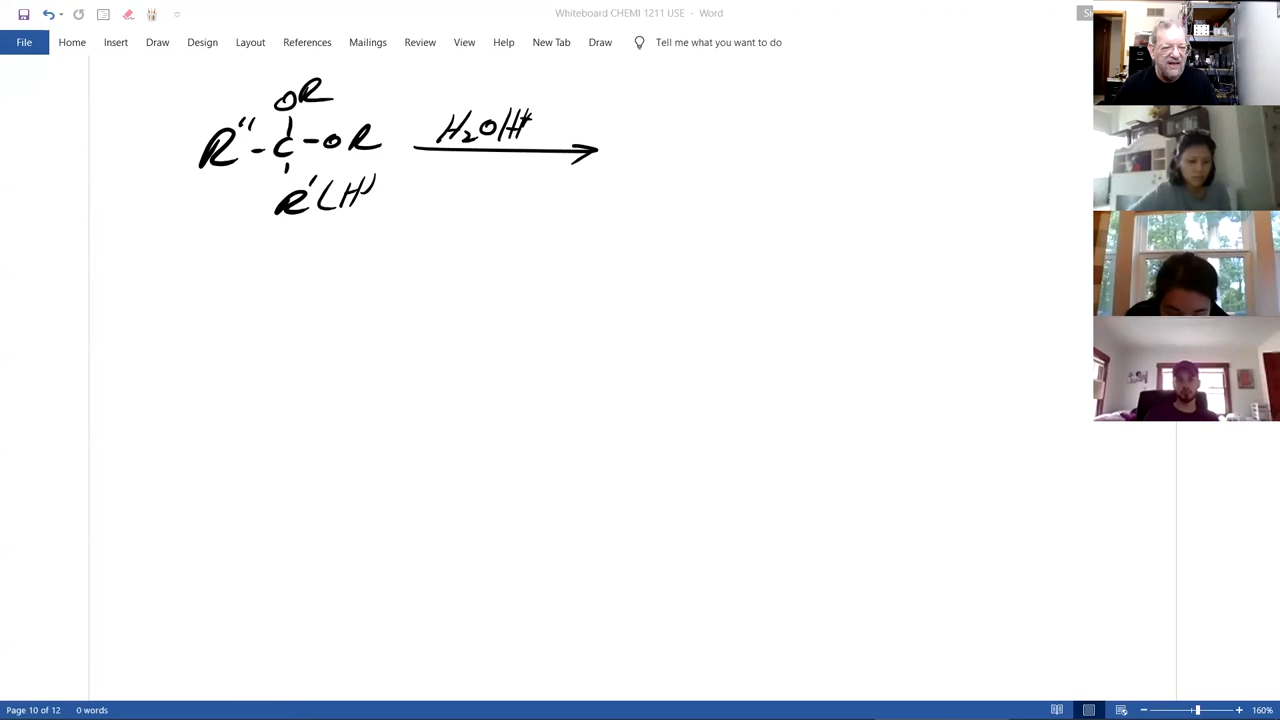 Whiteboard CHEMI 1211 USE - Word
File Home Insert Draw Design Layout References Mailings Review View Help New Tab Draw Tell me what you want to do
OR
R'' - C - OR
R'(H)
H₂O/H⁺
Page 10 of 12 0 words
160%